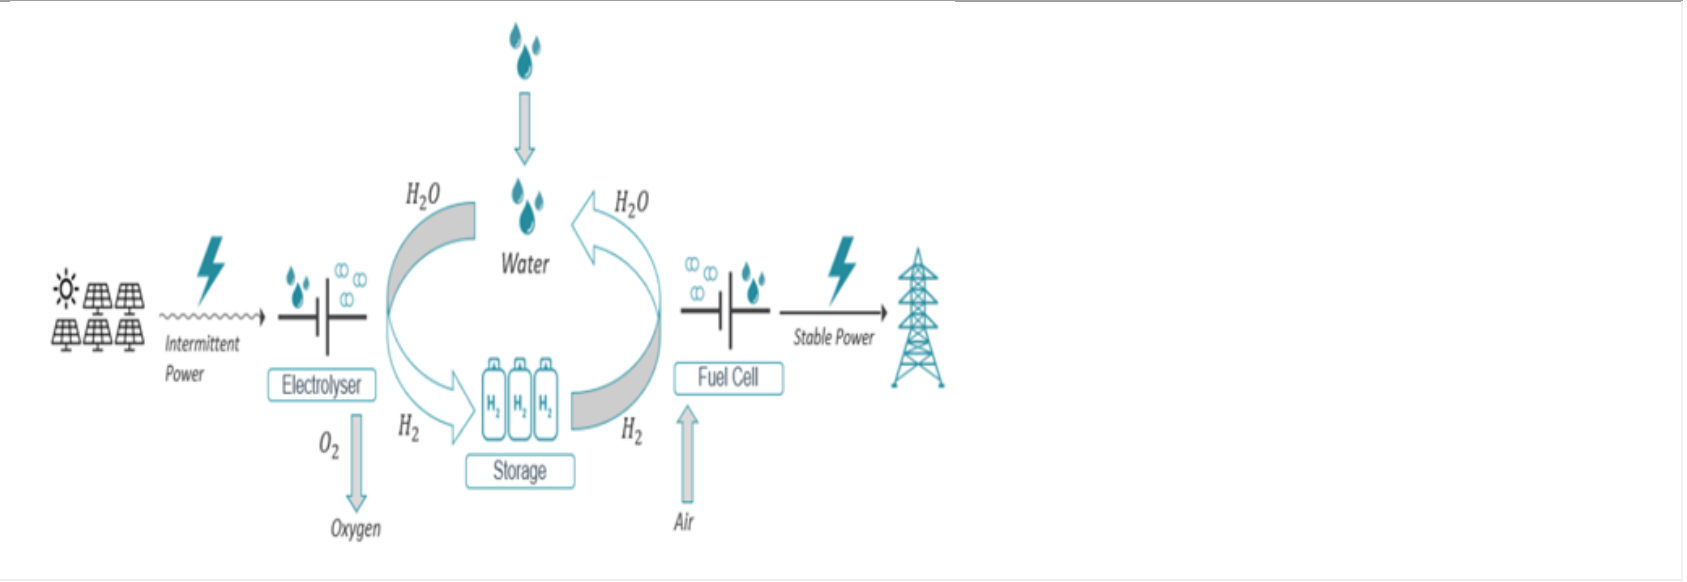 H₂O
H₂O
Water
Intermittent
Power
Stable Power
Electrolyser
Fuel Cell
H₂ H₂ H₂
O₂
H₂
H₂
Storage
Oxygen
Air